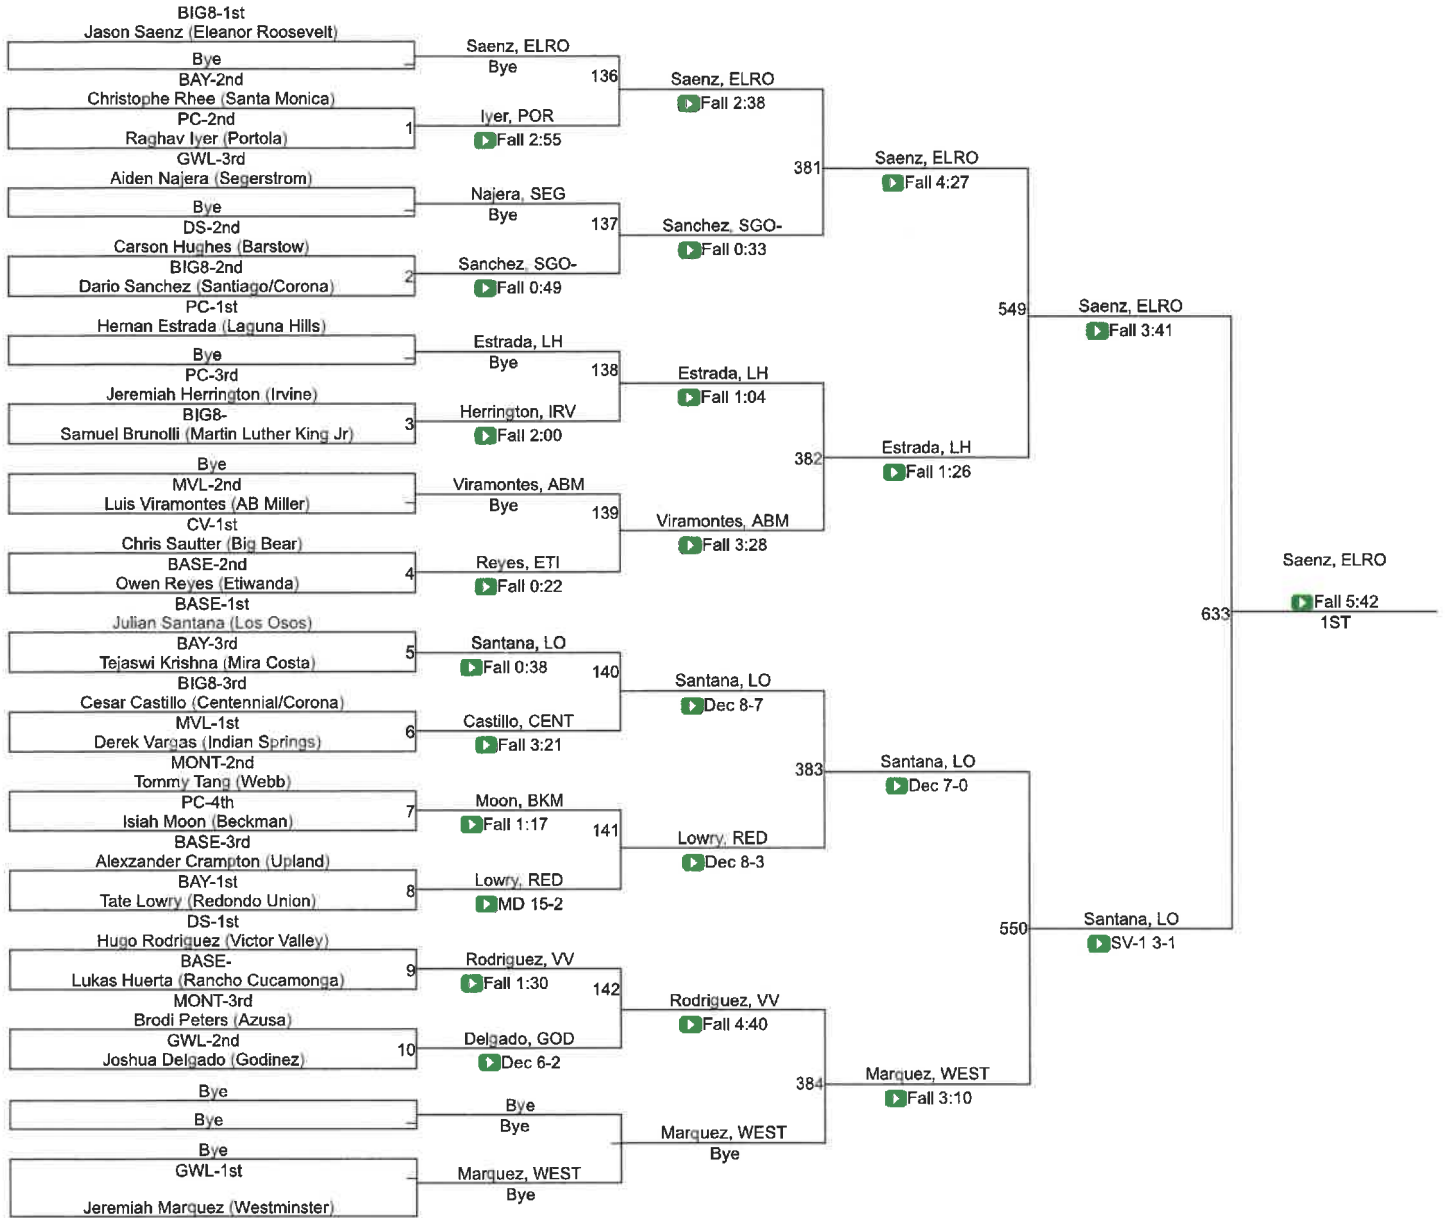 BIG8-1st
Jason Saenz (Eleanor Roosevelt)
Bye
BAY-2nd
Christophe Rhee (Santa Monica)
PC-2nd
1
Raghav Iyer (Portola)
GWL-3rd
Aiden Najera (Segerstrom)
Bye
DS-2nd
Carson Hughes (Barstow)
BIG8-2nd
2
Dario Sanchez (Santiago/Corona)
PC-1st
Hernan Estrada (Laguna Hills)
Bye
PC-3rd
Jeremiah Herrington (Irvine)
BIG8-
3
Samuel Brunolli (Martin Luther King Jr)
Bye
MVL-2nd
Luis Viramontes (AB Miller)
CV-1st
Chris Sautter (Big Bear)
BASE-2nd
4
Owen Reyes (Etiwanda)
BASE-1st
Julian Santana (Los Osos)
BAY-3rd
5
Tejaswi Krishna (Mira Costa)
BIG8-3rd
Cesar Castillo (Centennial/Corona)
MVL-1st
6
Derek Vargas (Indian Springs)
MONT-2nd
Tommy Tang (Webb)
PC-4th
7
Isiah Moon (Beckman)
BASE-3rd
Alexzander Crampton (Upland)
BAY-1st
8
Tate Lowry (Redondo Union)
DS-1st
Hugo Rodriguez (Victor Valley)
BASE-
9
Lukas Huerta (Rancho Cucamonga)
MONT-3rd
Brodi Peters (Azusa)
GWL-2nd
10
Joshua Delgado (Godinez)
Bye
Bye
Bye
GWL-1st
Jeremiah Marquez (Westminster)
Saenz, ELRO
Bye
136
Iyer, POR
Fall 2:55
Najera, SEG
Bye
137
Sanchez, SGO-
Fall 0:49
Estrada, LH
Bye
138
Herrington, IRV
Fall 2:00
Viramontes, ABM
Bye
139
Reyes, ETI
Fall 0:22
Santana, LO
Fall 0:38
140
Castillo, CENT
Fall 3:21
Moon, BKM
Fall 1:17
141
Lowry, RED
MD 15-2
Rodriguez, VV
Fall 1:30
142
Delgado, GOD
Dec 6-2
Bye
Bye
Marquez, WEST
Bye
Saenz, ELRO
Fall 2:38
381
Sanchez, SGO-
Fall 0:33
Estrada, LH
Fall 1:04
382
Viramontes, ABM
Fall 3:28
Santana, LO
Dec 8-7
383
Lowry, RED
Dec 8-3
Rodriguez, VV
Fall 4:40
384
Marquez, WEST
Bye
Saenz, ELRO
Fall 4:27
549
Estrada, LH
Fall 1:26
Santana, LO
Dec 7-0
550
Marquez, WEST
Fall 3:10
Saenz, ELRO
Fall 3:41
633
Santana, LO
SV-1 3-1
Saenz, ELRO
Fall 5:42
1ST